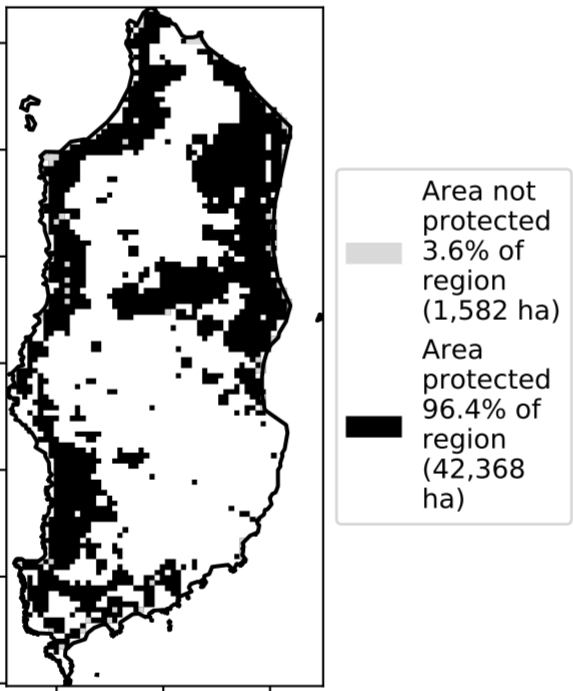 Area not
protected
3.6% of
region
(1,582 ha)
Area
protected
96.4% of
region
(42,368
ha)